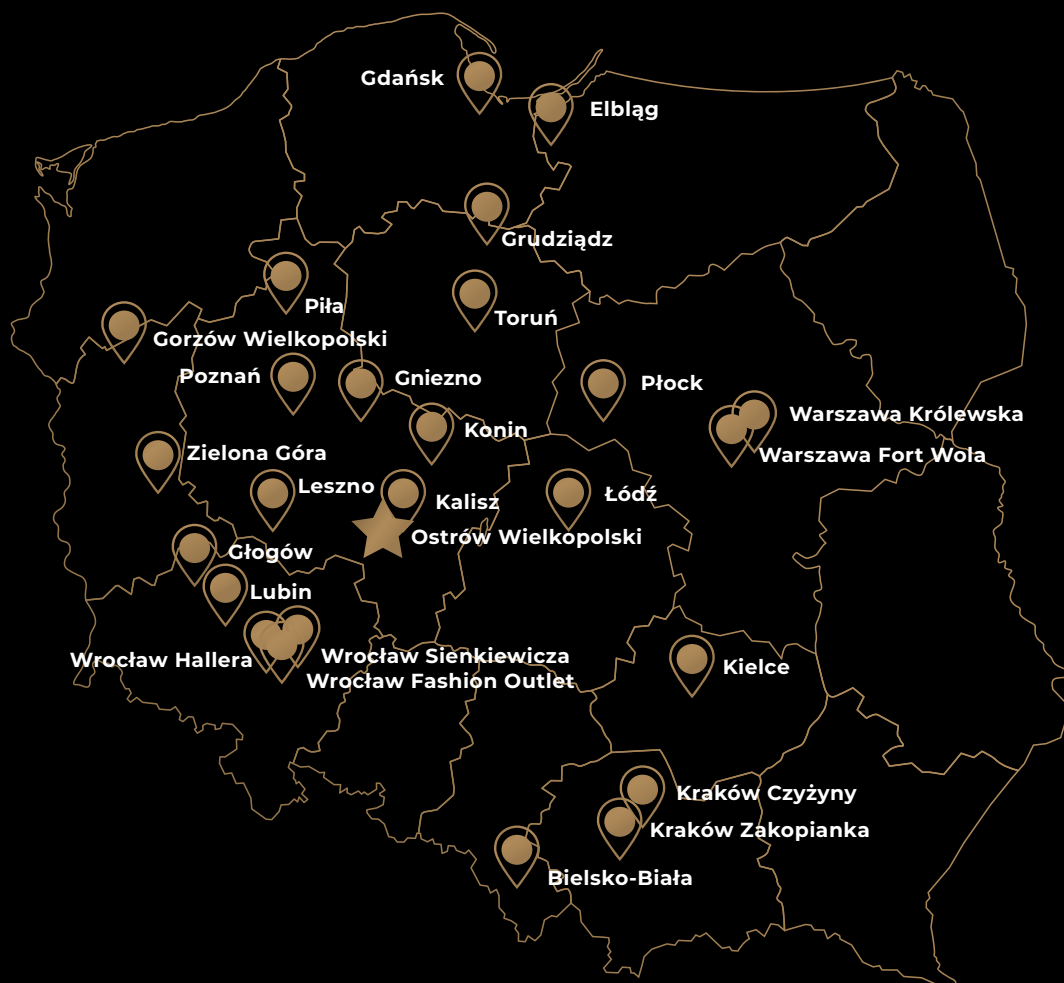 Gdańsk
Elbląg
Grudziądz
Piła
Toruń
Gorzów Wielkopolski
Poznań
Gniezno
Płock
Warszawa Królewska
Konin
Zielona Góra
Warszawa Fort Wola
Leszno
Kalisz
Łódź
Ostrów Wielkopolski
Głogów
Lubin
Wrocław Hallera
Wrocław Sienkiewicza
Kielce
Wrocław Fashion Outlet
Kraków Czyżyny
Kraków Zakopianka
Bielsko-Biała